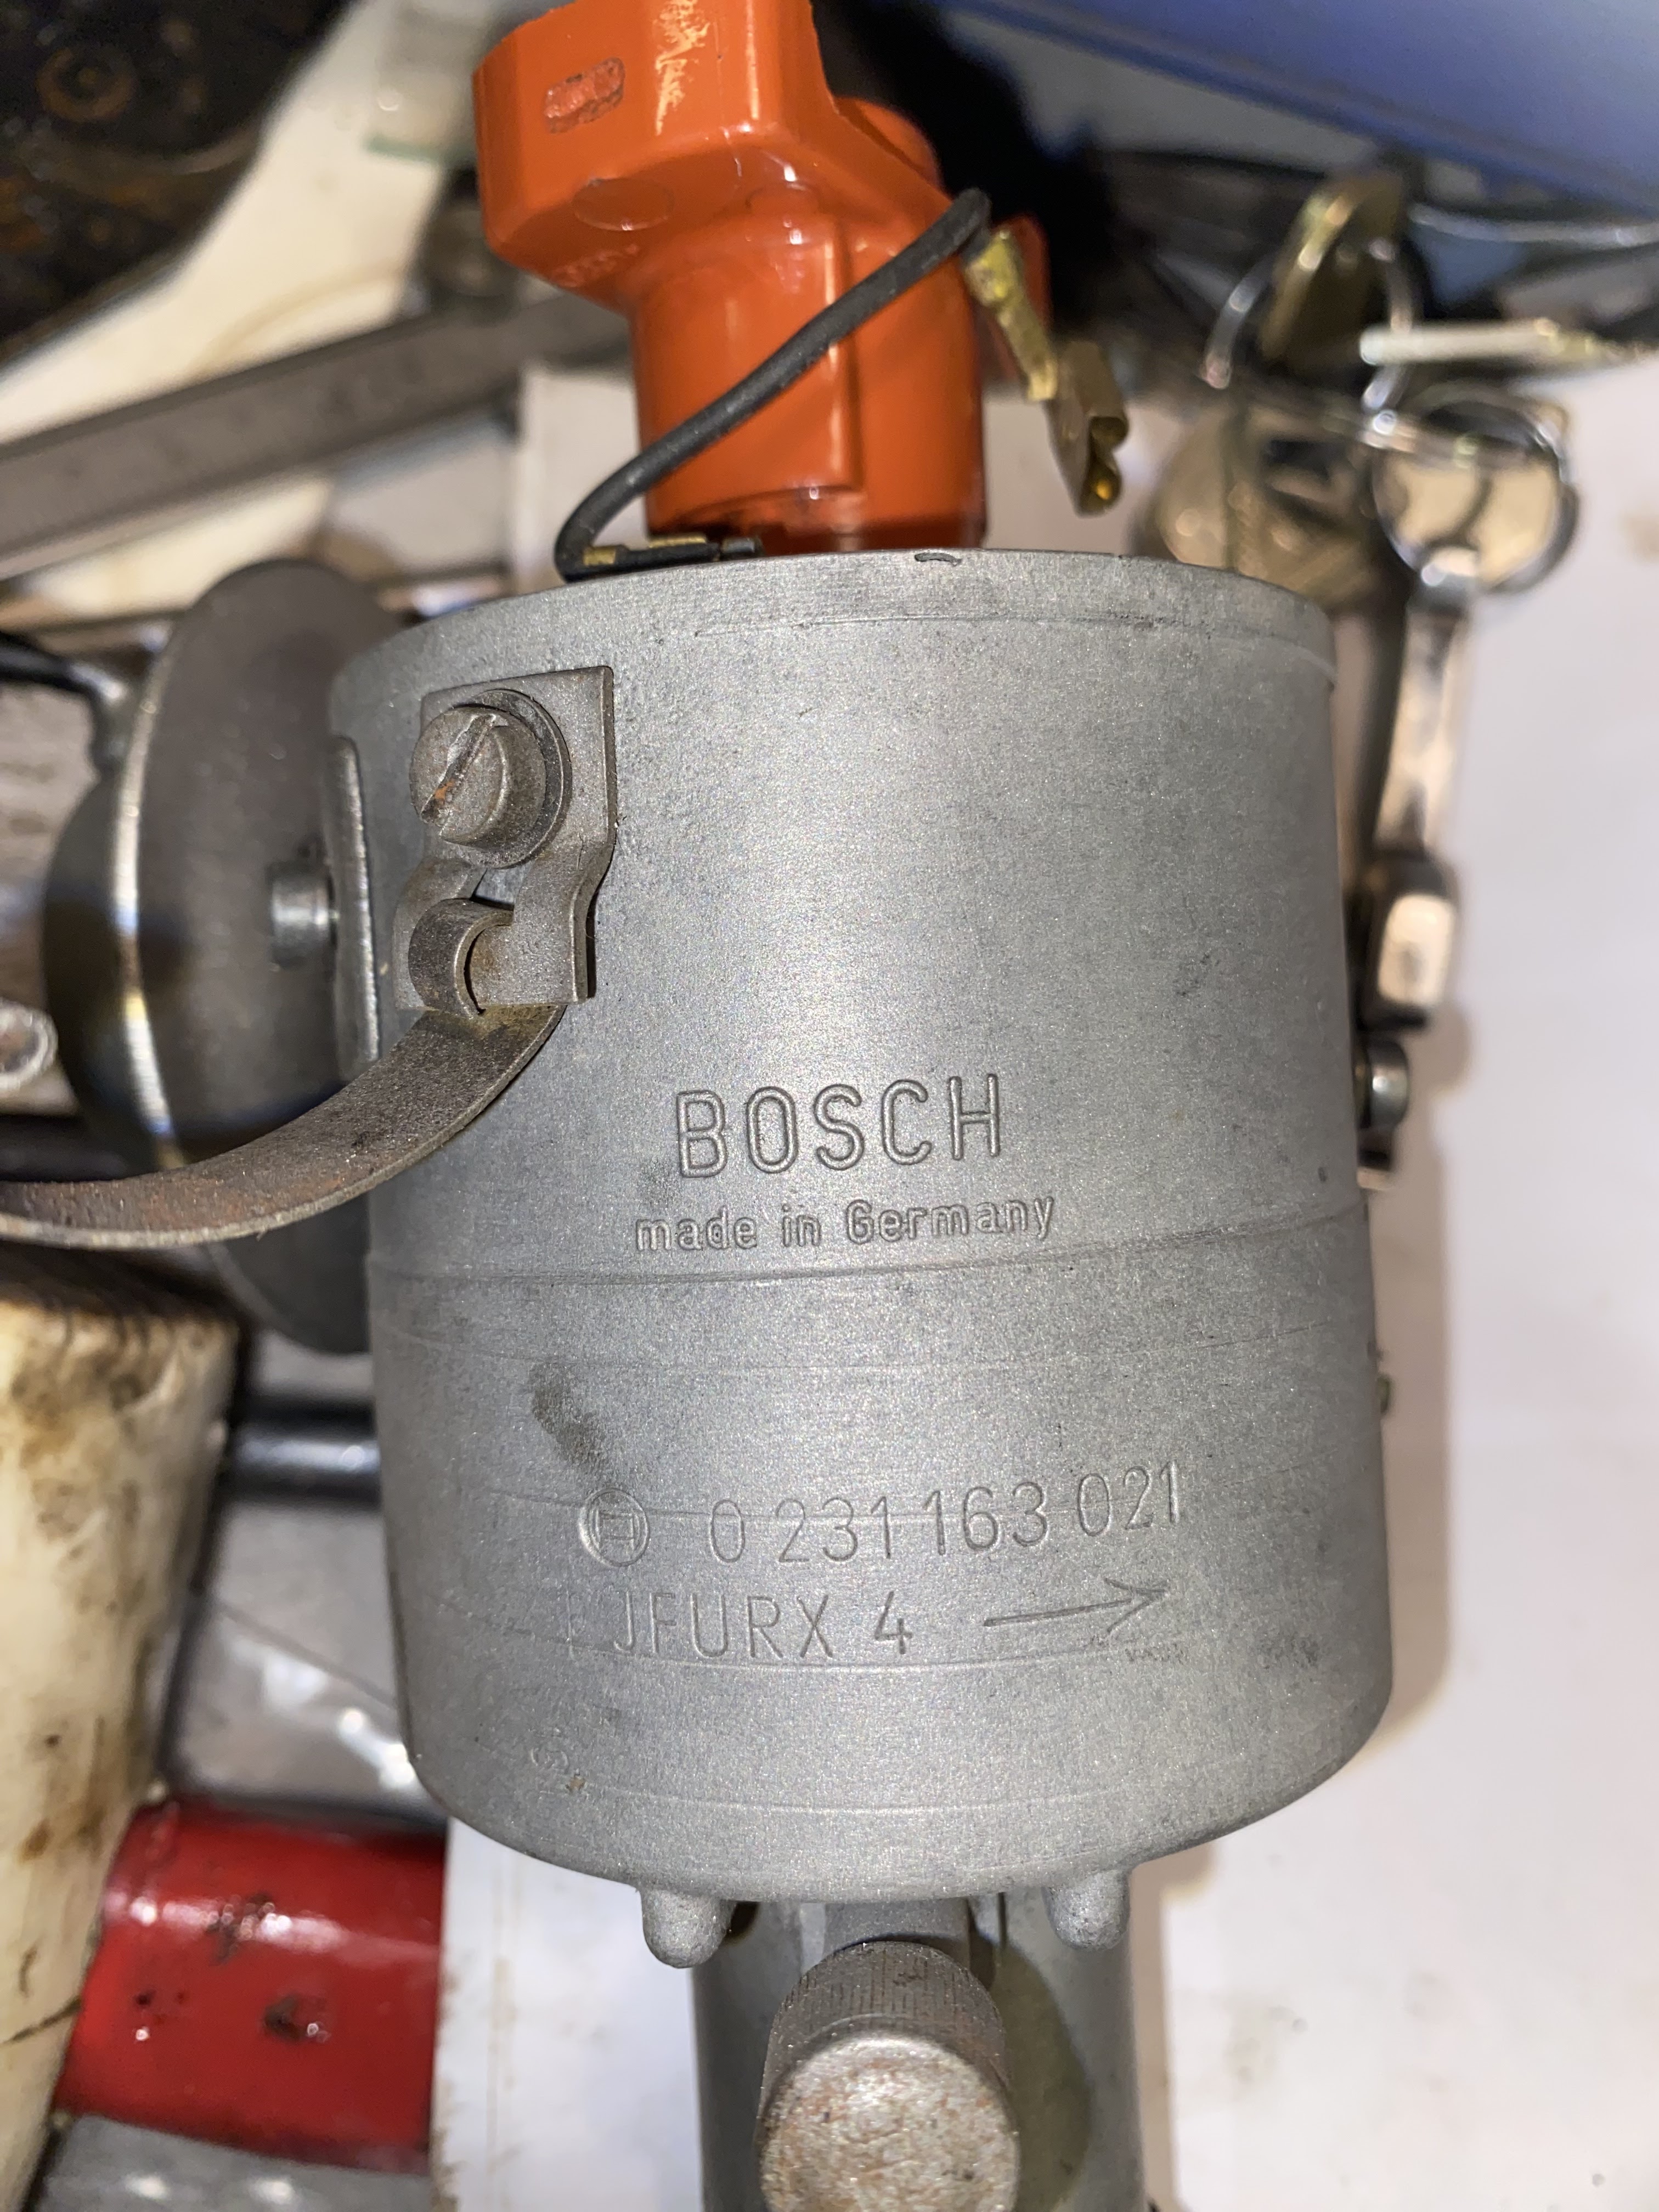 BOSCH
made in Germany
0 231 163 021
JFURX 4